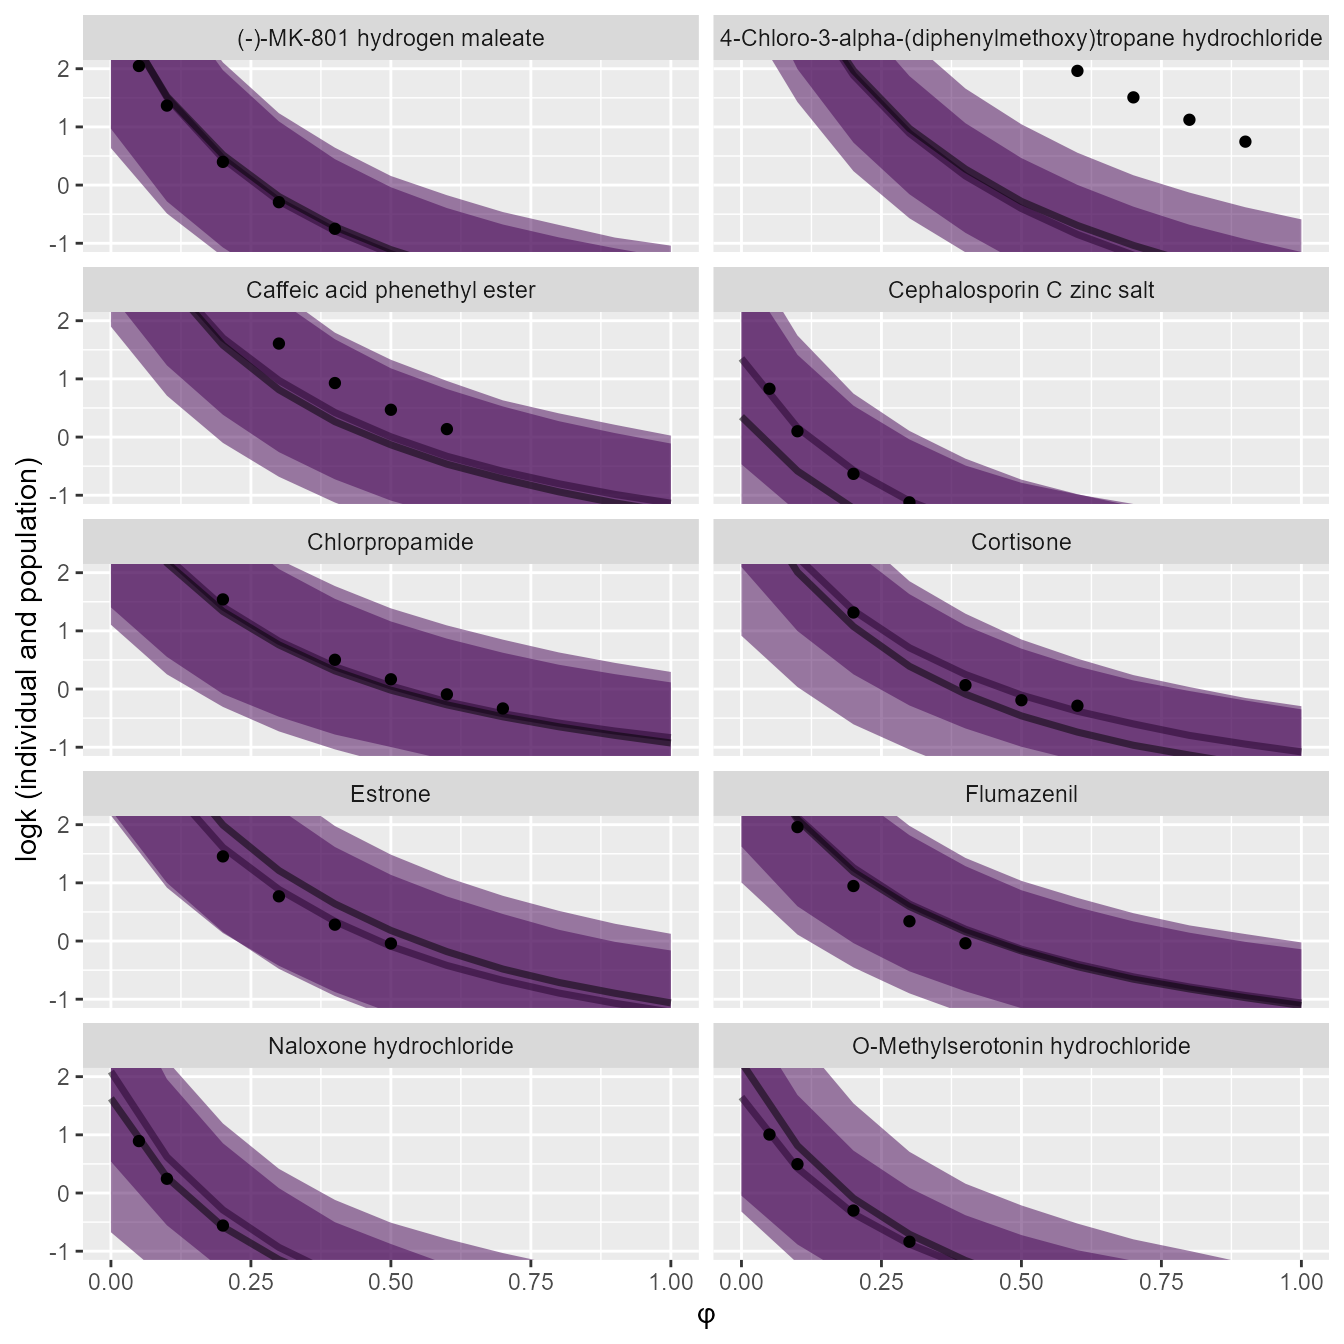 (-)-MK-801 hydrogen maleate
4-Chloro-3-alpha-(diphenylmethoxy)tropane hydrochloride
2
1
0
-1
Caffeic acid phenethyl ester
Cephalosporin C zinc salt
2
1
0
-1
Chlorpropamide
Cortisone
2
1
0
-1
Estrone
Flumazenil
2
1
0
-1
Naloxone hydrochloride
O-Methylserotonin hydrochloride
2
1
0
-1
0.00 0.25 0.50 0.75 1.00
0.00 0.25 0.50 0.75 1.00
φ
logk (individual and population)